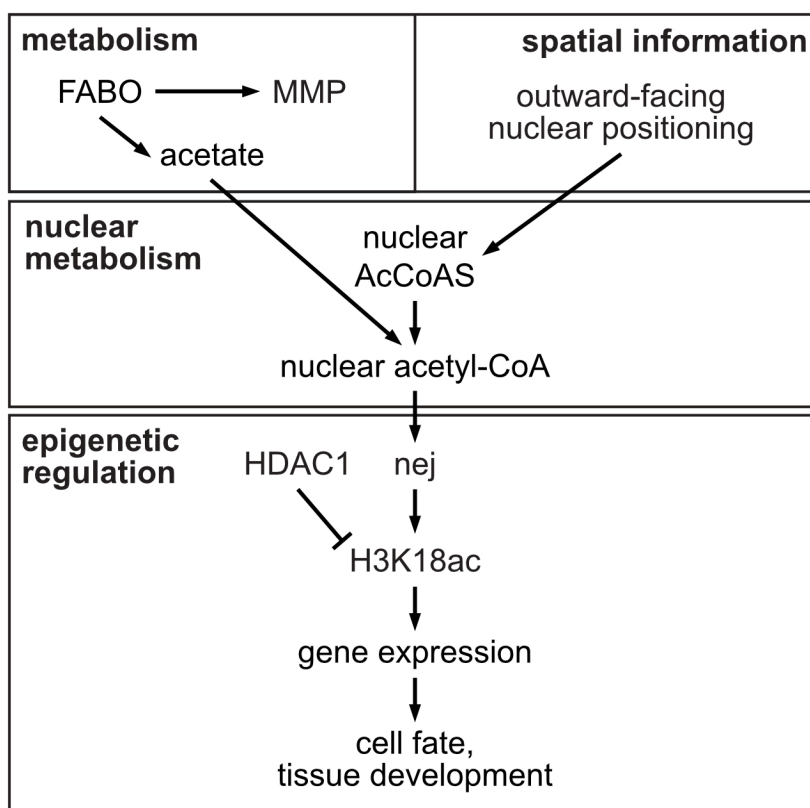 metabolism
FABO
MMP
acetate
spatial information
outward-facing
nuclear positioning
nuclear
metabolism
nuclear
AcCoAS
nuclear acetyl-CoA
epigenetic
regulation
HDAC1
nej
H3K18ac
gene expression
cell fate,
tissue development